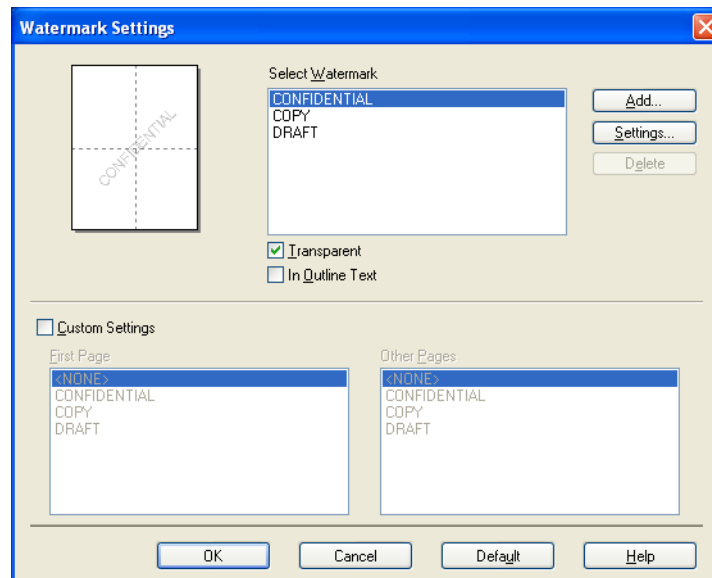 Watermark Settings
CONFIDENTIAL
Select Watermark
CONFIDENTIAL
COPY
DRAFT
Add...
Settings...
Delete
Transparent
In Outline Text
Custom Settings
First Page
<NONE>
CONFIDENTIAL
COPY
DRAFT
Other Pages
<NONE>
CONFIDENTIAL
COPY
DRAFT
OK
Cancel
Default
Help